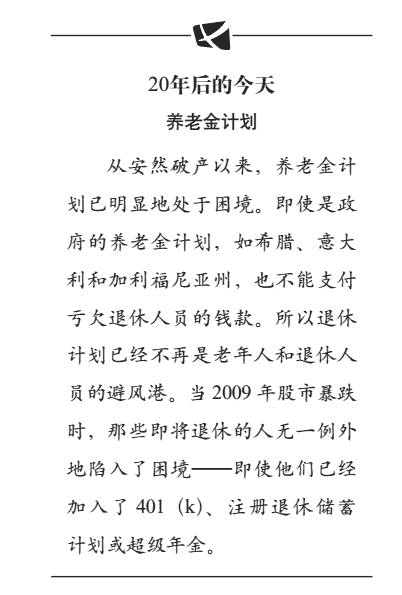 20年后的今天
养老金计划
从安然破产以来，养老金计
划已明显地处于困境。即使是政
府的养老金计划，如希腊、意大
利和加利福尼亚州，也不能支付
亏欠退休人员的钱款。所以退休
计划已经不再是老年人和退休人
员的避风港。当 2009 年股市暴跌
时，那些即将退休的人无一例外
地陷入了困境——即使他们已经
加入了 401（k)、注册退休储蓄
计划或超级年金。